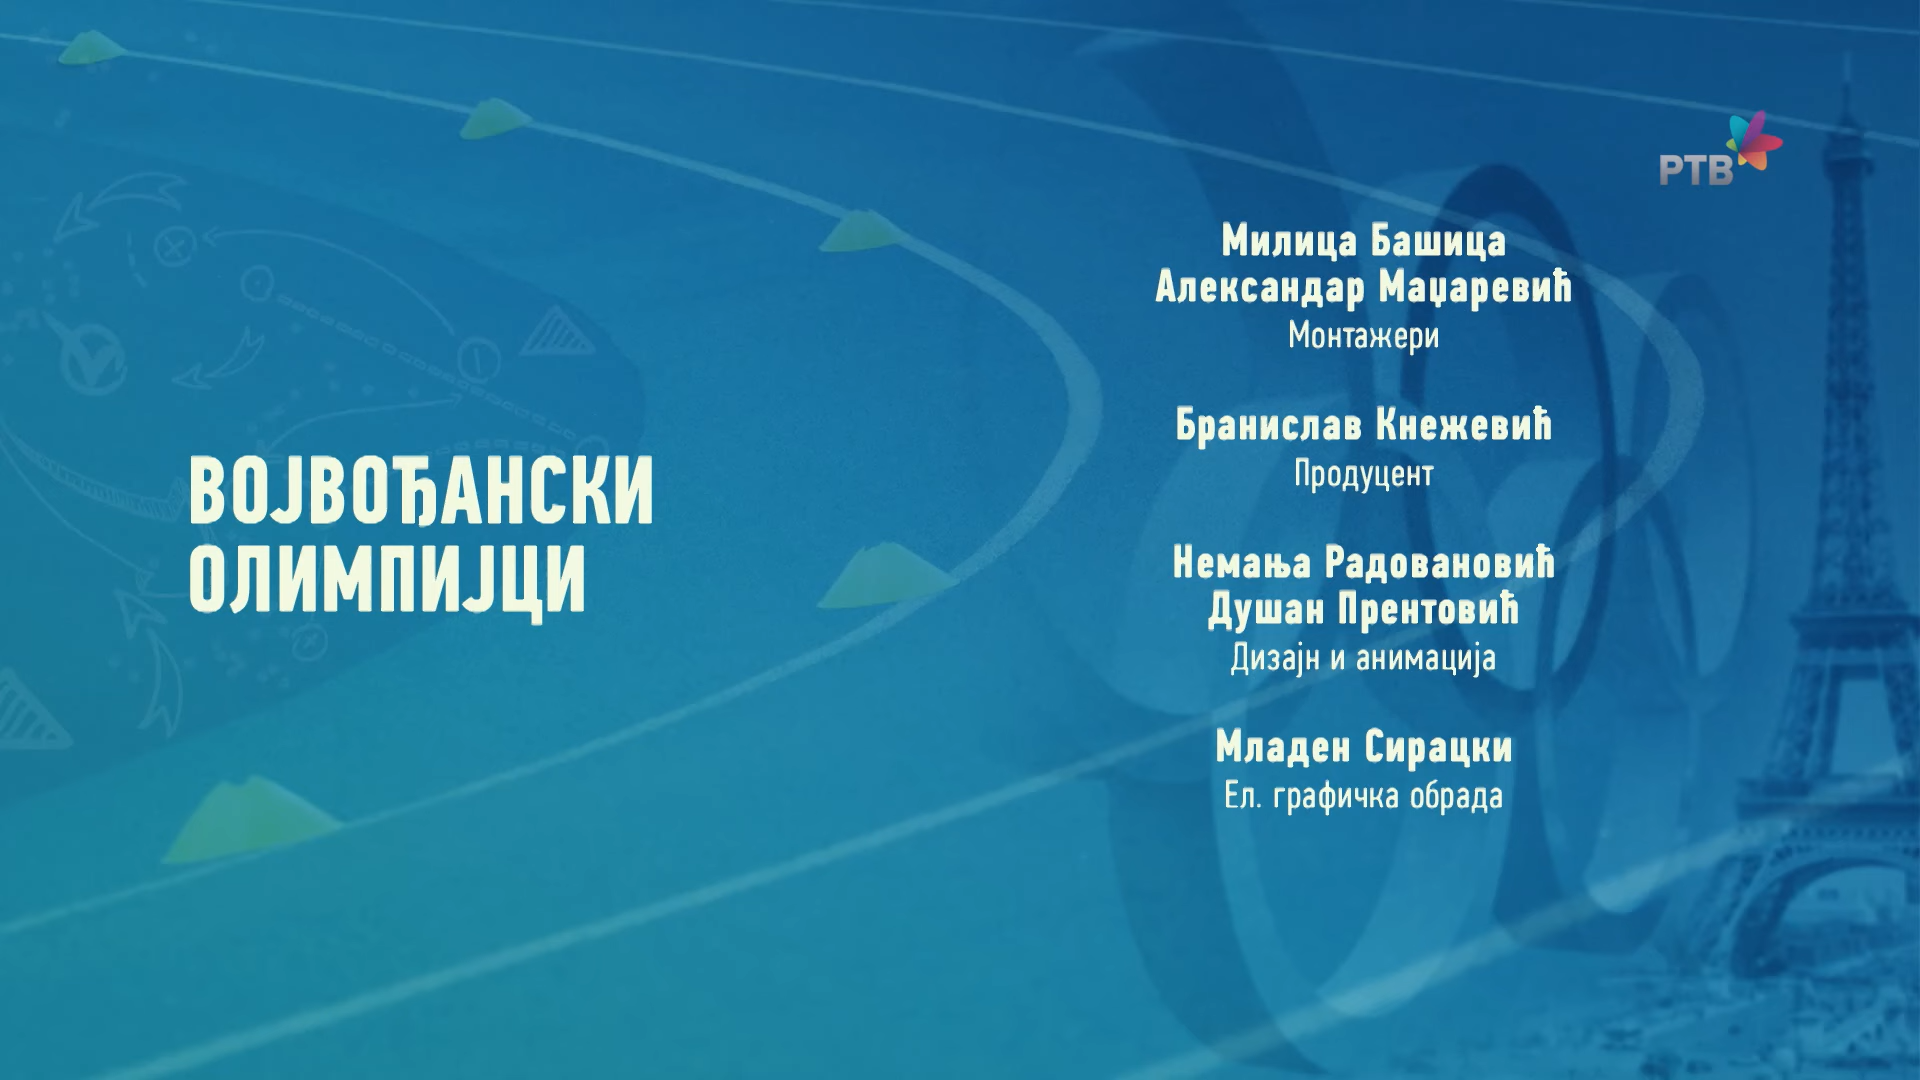 РТВ
ВОЈВОЂАНСКИ
ОЛИМПИЈЦИ
Милица Башица
Александар Маџаревић
Монтажери
Бранислав Кнежевић
Продуцент
Немања Радовановић
Душан Прентовић
Дизајн и анимација
Младен Сирацки
Ел. графичка обрада